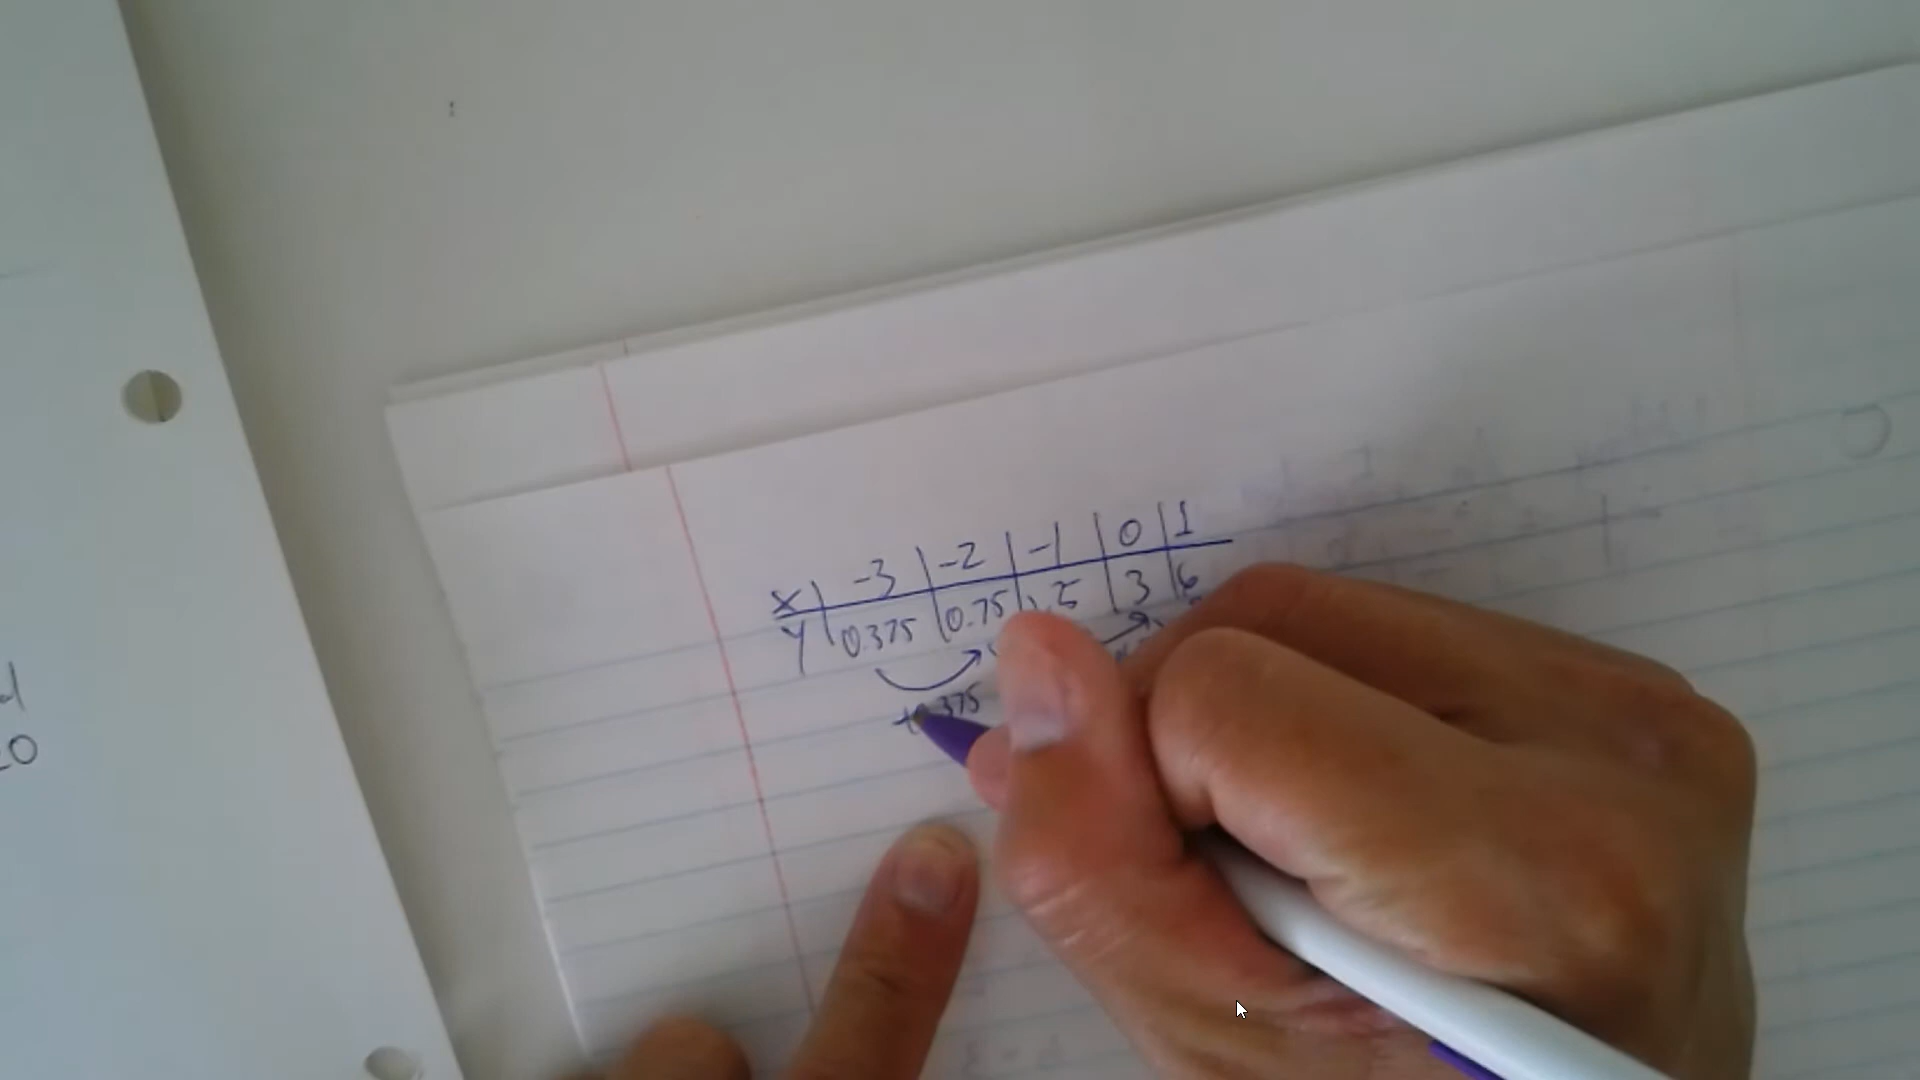 x | -3 | -2 | -1 | 0 | 1
y | 0.375 | 0.75 | 1.5 | 3 | 6
+0.375